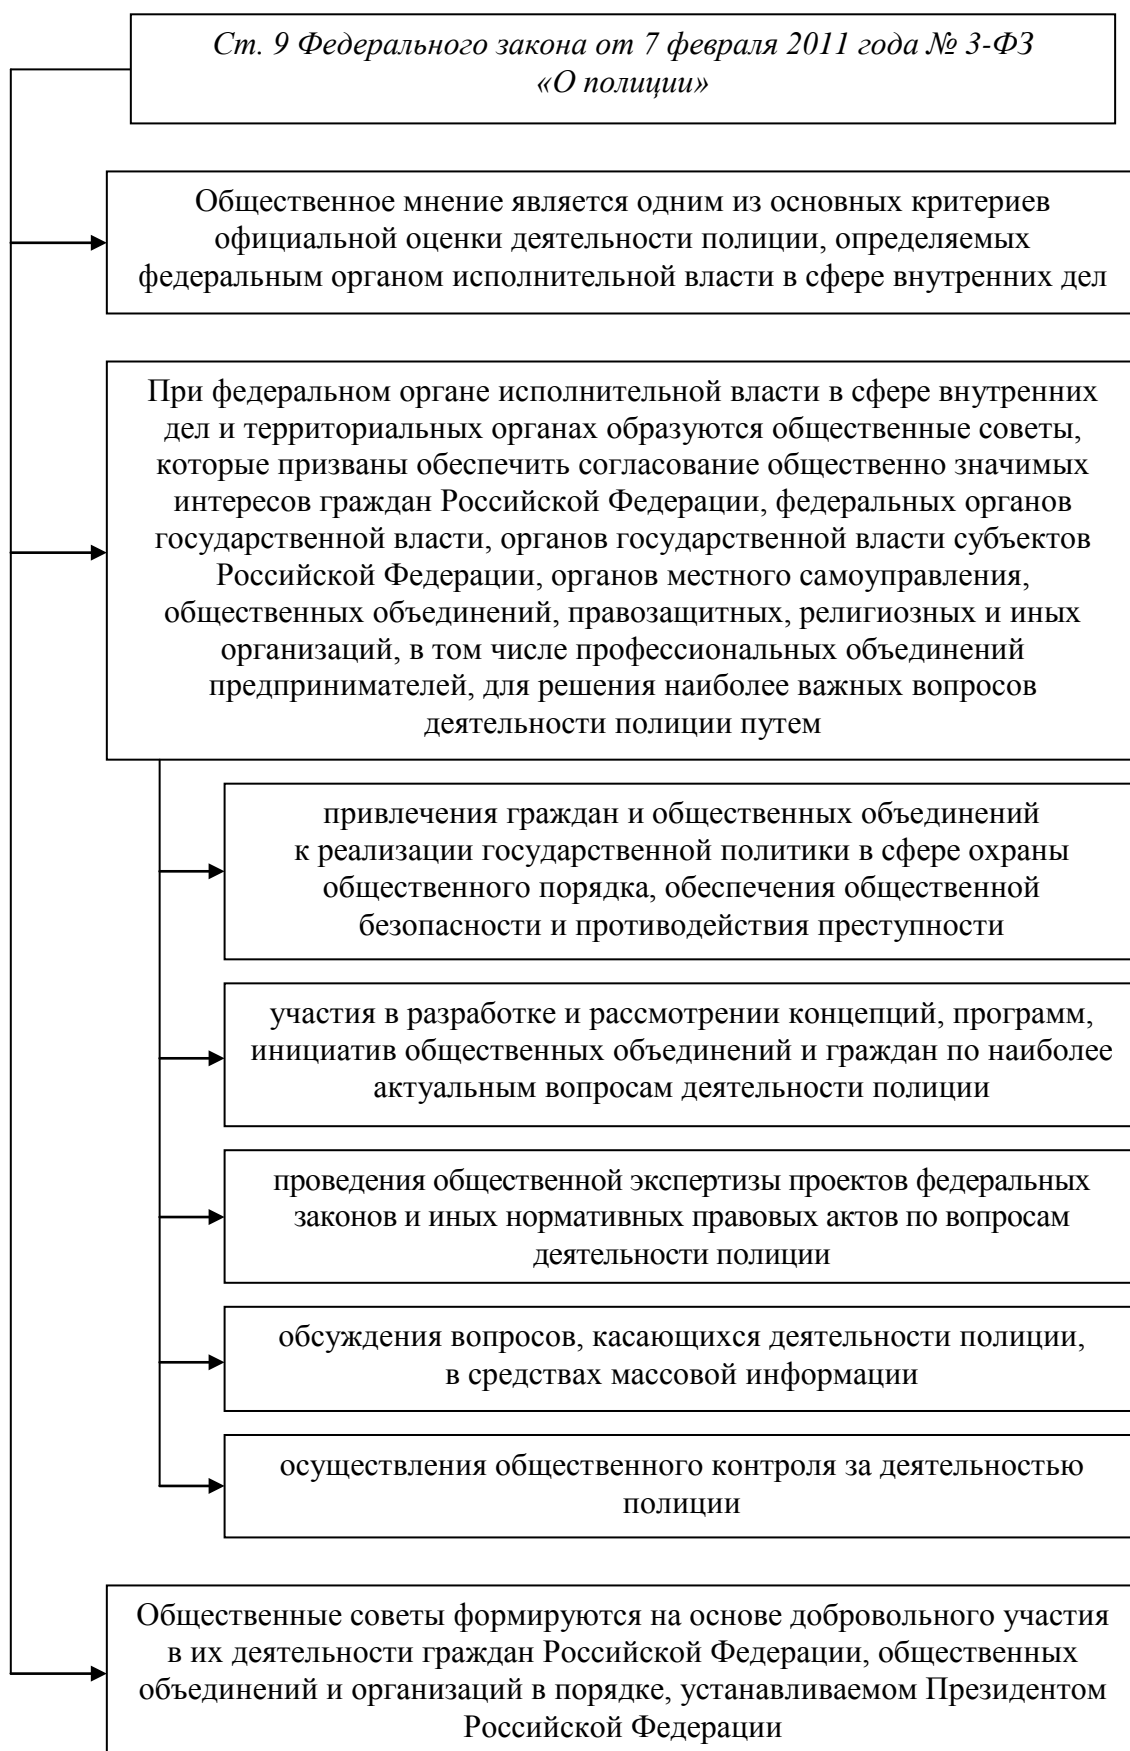 Ст. 9 Федерального закона от 7 февраля 2011 года № 3-ФЗ
«О полиции»
Общественное мнение является одним из основных критериев
официальной оценки деятельности полиции, определяемых
федеральным органом исполнительной власти в сфере внутренних дел
При федеральном органе исполнительной власти в сфере внутренних
дел и территориальных органах образуются общественные советы,
которые призваны обеспечить согласование общественно значимых
интересов граждан Российской Федерации, федеральных органов
государственной власти, органов государственной власти субъектов
Российской Федерации, органов местного самоуправления,
общественных объединений, правозащитных, религиозных и иных
организаций, в том числе профессиональных объединений
предпринимателей, для решения наиболее важных вопросов
деятельности полиции путем
привлечения граждан и общественных объединений
к реализации государственной политики в сфере охраны
общественного порядка, обеспечения общественной
безопасности и противодействия преступности
участия в разработке и рассмотрении концепций, программ,
инициатив общественных объединений и граждан по наиболее
актуальным вопросам деятельности полиции
проведения общественной экспертизы проектов федеральных
законов и иных нормативных правовых актов по вопросам
деятельности полиции
обсуждения вопросов, касающихся деятельности полиции,
в средствах массовой информации
осуществления общественного контроля за деятельностью
полиции
Общественные советы формируются на основе добровольного участия
в их деятельности граждан Российской Федерации, общественных
объединений и организаций в порядке, устанавливаемом Президентом
Российской Федерации